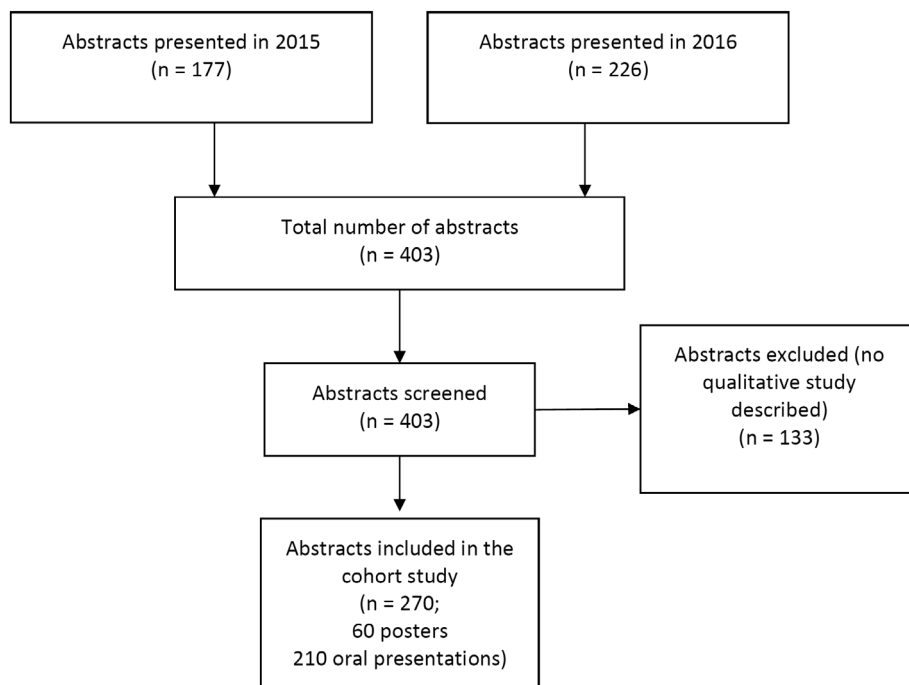 Abstracts presented in 2015
(n = 177)
Abstracts presented in 2016
(n = 226)
Total number of abstracts
(n = 403)
Abstracts screened
(n = 403)
Abstracts excluded (no
qualitative study
described)
(n = 133)
Abstracts included in the
cohort study
(n = 270;
60 posters
210 oral presentations)